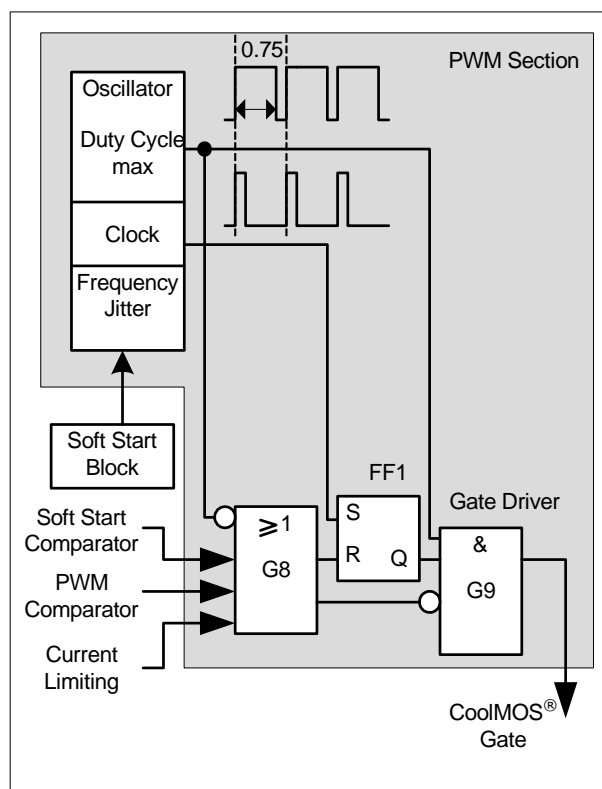 0.75
PWM Section
Oscillator
Duty Cycle
max
Clock
Frequency
Jitter
Soft Start
Block
FF1
Gate Driver
Soft Start
Comparator
PWM
Comparator
Current
Limiting
≥1
G8
S
R
Q
&
G9
CoolMOS®
Gate